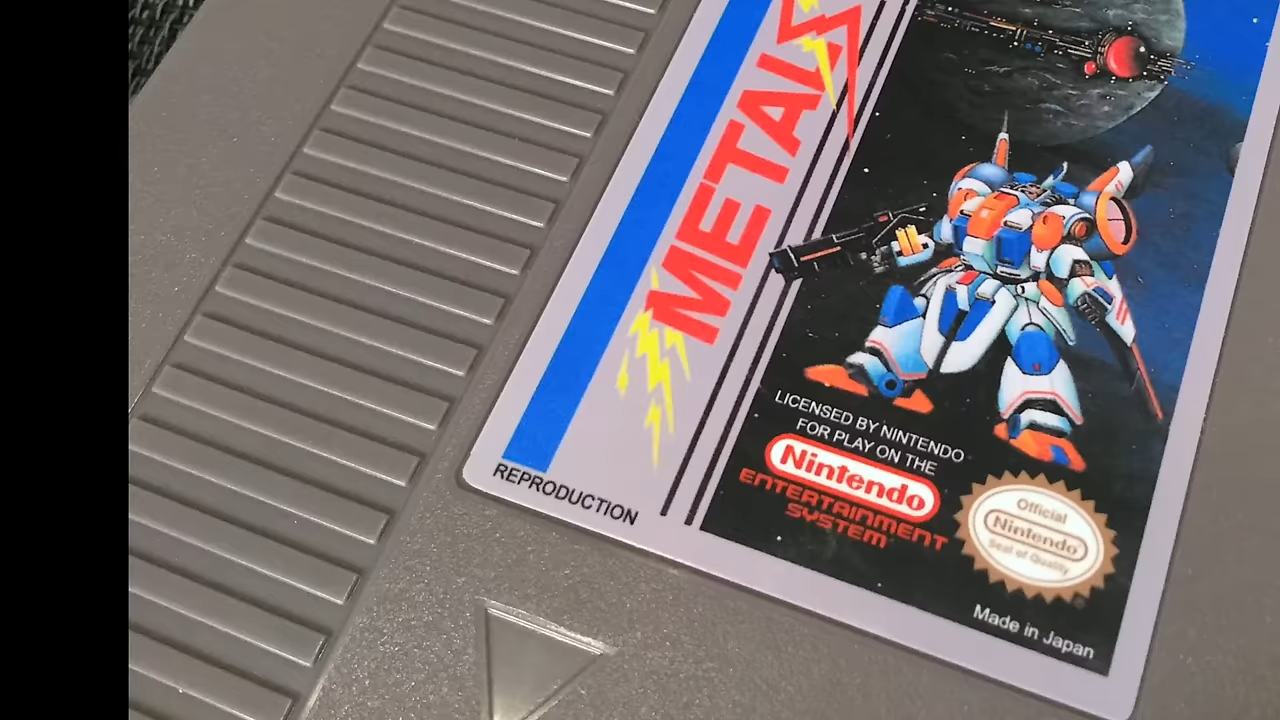 METALS
REPRODUCTION
LICENSED BY NINTENDO
FOR PLAY ON THE
Nintendo
ENTERTAINMENT
SYSTEM
Official
Nintendo
Seal of Quality
Made in Japan